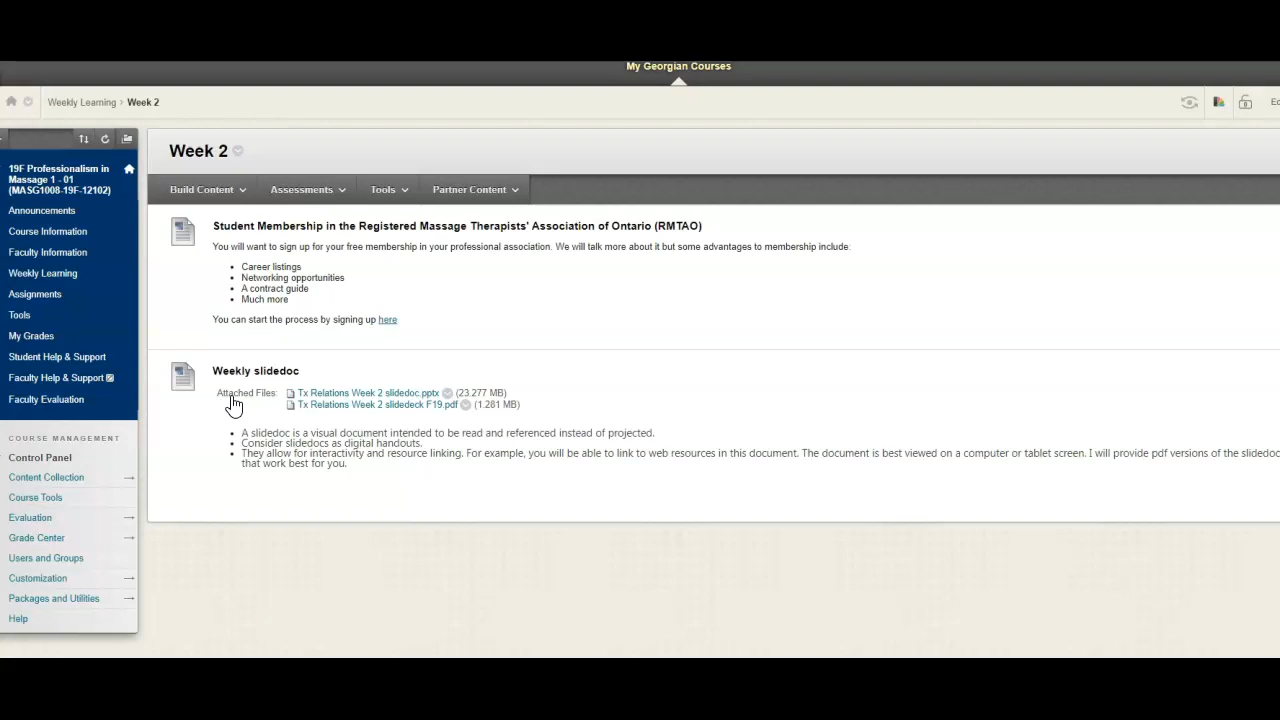 My Georgian Courses
Weekly Learning › Week 2
19F Professionalism in
Massage 1 - 01
(MASG1008-19F-12102)
Announcements
Course Information
Faculty Information
Weekly Learning
Assignments
Tools
My Grades
Student Help & Support
Faculty Help & Support
Faculty Evaluation
COURSE MANAGEMENT
Control Panel
Content Collection
Course Tools
Evaluation
Grade Center
Users and Groups
Customization
Packages and Utilities
Help
Week 2
Build Content Assessments Tools Partner Content
Student Membership in the Registered Massage Therapists' Association of Ontario (RMTAO)
You will want to sign up for your free membership in your professional association. We will talk more about it but some advantages to membership include:
• Career listings
• Networking opportunities
• A contract guide
• Much more
You can start the process by signing up here
Weekly slidedoc
Attached Files: Tx Relations Week 2 slidedoc.pptx (23.277 MB)
Tx Relations Week 2 slidedeck F19.pdf (1.281 MB)
• A slidedoc is a visual document intended to be read and referenced instead of projected.
• Consider slidedocs as digital handouts.
• They allow for interactivity and resource linking. For example, you will be able to link to web resources in this document. The document is best viewed on a computer or tablet screen. I will provide pdf versions of the slidedoc
that work best for you.